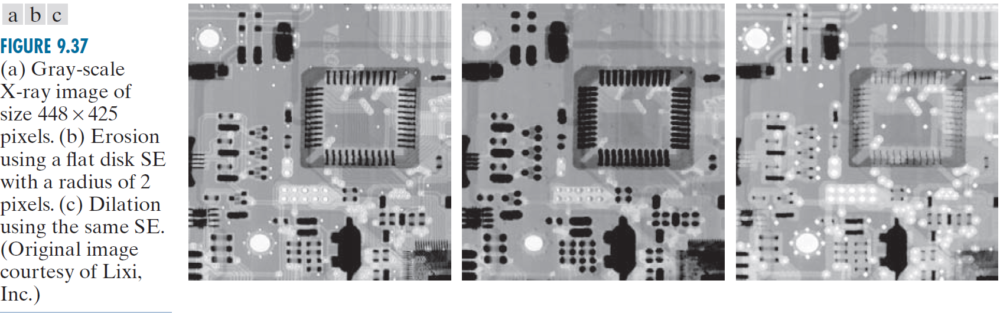 a b c
FIGURE 9.37
(a) Gray-scale
X-ray image of
size 448 × 425
pixels. (b) Erosion
using a flat disk SE
with a radius of 2
pixels. (c) Dilation
using the same SE.
(Original image
courtesy of Lixi,
Inc.)